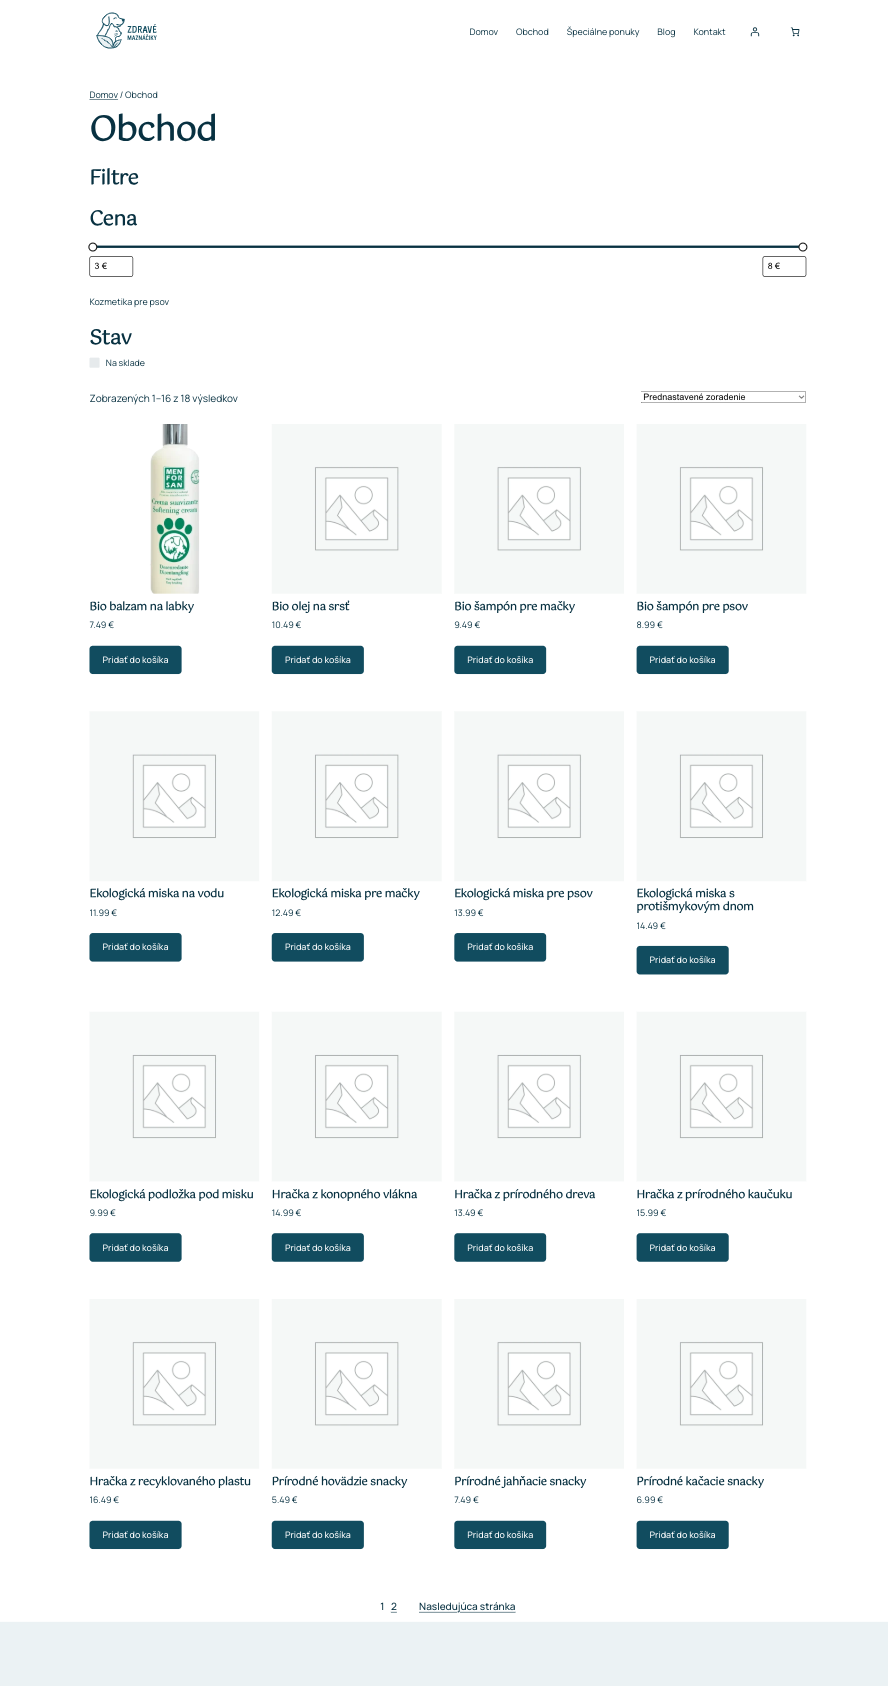 ZDRAVÉ
MAZNÁČIKY
Domov Obchod Špeciálne ponuky Blog Kontakt
Domov / Obchod
Obchod
Filtre
Cena
3 € 8 €
Kozmetika pre psov
Stav
Na sklade
Zobrazených 1–16 z 18 výsledkov
Prednastavené zoradenie
MEN
FOR
SAN
Crema suavizante
Softening cream
Bio balzam na labky Bio olej na srsť Bio šampón pre mačky Bio šampón pre psov
7.49 € 10.49 € 9.49 € 8.99 €
Pridať do košíka Pridať do košíka Pridať do košíka Pridať do košíka
Ekologická miska na vodu Ekologická miska pre mačky Ekologická miska pre psov Ekologická miska s
protišmykovým dnom
11.99 € 12.49 € 13.99 € 14.49 €
Pridať do košíka Pridať do košíka Pridať do košíka Pridať do košíka
Ekologická podložka pod misku Hračka z konopného vlákna Hračka z prírodného dreva Hračka z prírodného kaučuku
9.99 € 14.99 € 13.49 € 15.99 €
Pridať do košíka Pridať do košíka Pridať do košíka Pridať do košíka
Hračka z recyklovaného plastu Prírodné hovädzie snacky Prírodné jahňacie snacky Prírodné kačacie snacky
16.49 € 5.49 € 7.49 € 6.99 €
Pridať do košíka Pridať do košíka Pridať do košíka Pridať do košíka
1 2 Nasledujúca stránka